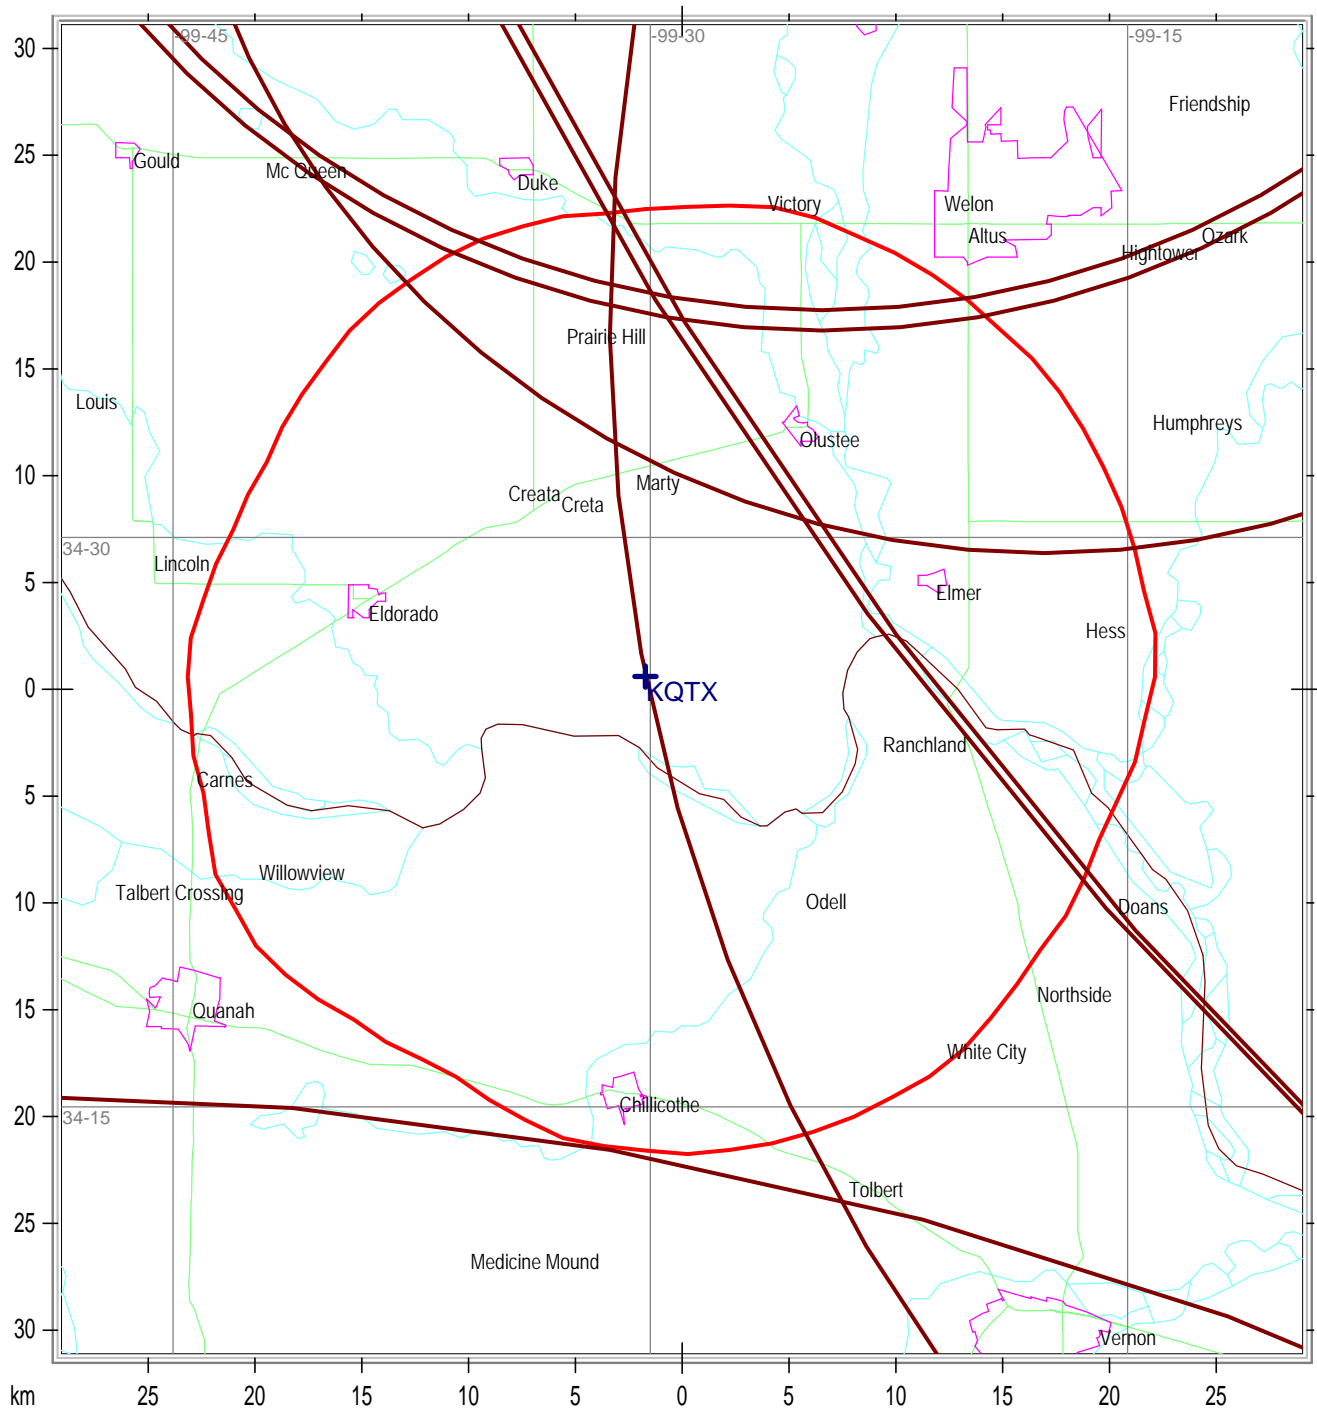 30
-99-45
-99-30
-99-15
Friendship
25
Gould
Mc Queen
Duke
Victory
Welon
Altus
Ozark
Hightower
20
Prairie Hill
15
Louis
Humphreys
Olustee
10
Creata
Creta
Marty
34-30
Lincoln
5
Eldorado
Elmer
Hess
0
KQTX
Ranchland
5
Carnes
Willowview
Talbert Crossing
10
Odell
Doans
Northside
15
Quanah
White City
Chillicothe
20
34-15
Tolbert
25
Medicine Mound
30
Vernon
km
25
20
15
10
5
0
5
10
15
20
25